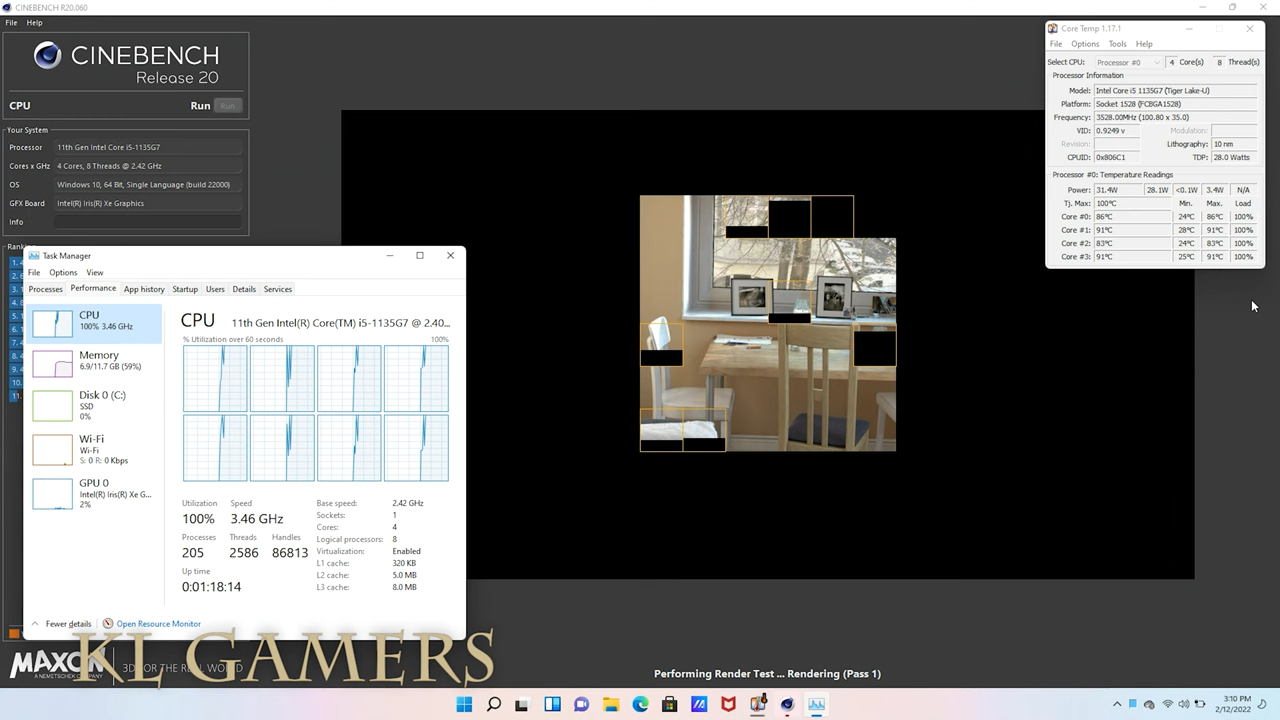 CINEBENCH R20.060
File Help
CINEBENCH
Release 20
CPU Run Run
Your System
Processor 11th Gen Intel Core i5-1135G7
Cores x GHz 4 Cores, 8 Threads @ 2.42 GHz
OS Windows 10, 64 Bit, Single Language (build 22000)
GFX Board Intel(R) Iris(R) Xe Graphics
Info
Task Manager
File Options View
Processes Performance App history Startup Users Details Services
CPU
100% 3.46 GHz
Memory
6.9/11.7 GB (59%)
Disk 0 (C:)
SSD
0%
Wi-Fi
Wi-Fi
S: 0 R: 0 Kbps
GPU 0
Intel(R) Iris(R) Xe G...
2%
CPU 11th Gen Intel(R) Core(TM) i5-1135G7 @ 2.40...
% Utilization over 60 seconds 100%
Utilization Speed
100% 3.46 GHz
Processes Threads Handles
205 2586 86813
Up time
0:01:18:14
Base speed: 2.42 GHz
Sockets: 1
Cores: 4
Logical processors: 8
Virtualization: Enabled
L1 cache: 320 KB
L2 cache: 5.0 MB
L3 cache: 8.0 MB
Fewer details Open Resource Monitor
Core Temp 1.17.1
File Options Tools Help
Select CPU: Processor #0 4 Core(s) 8 Thread(s)
Processor Information
Model: Intel Core i5 1135G7 (Tiger Lake-U)
Platform: Socket 1528 (FCBGA1528)
Frequency: 3528.00MHz (100.80 x 35.0)
VID: 0.9249 v Modulation:
Revision: Lithography: 10 nm
CPUID: 0x806C1 TDP: 28.0 Watts
Processor #0: Temperature Readings
Power: 31.4W 28.1W <0.1W 3.4W N/A
Tj. Max: 100°C Min. Max. Load
Core #0: 86°C 24°C 86°C 100%
Core #1: 91°C 28°C 91°C 100%
Core #2: 83°C 24°C 83°C 100%
Core #3: 91°C 25°C 91°C 100%
KL GAMERS
MAXON 3D FOR THE REAL WORLD
A NEMETSCHEK COMPANY
Performing Render Test ... Rendering (Pass 1)
3:10 PM
2/12/2022